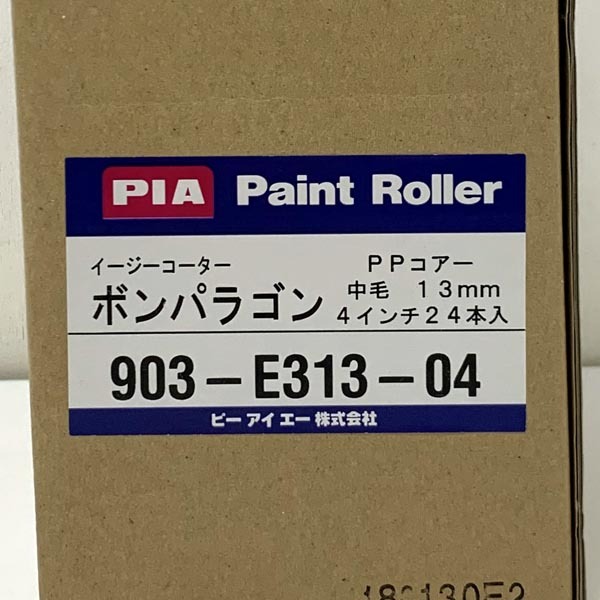 PIA Paint Roller
イージーコーター
ボンパラゴン
PPコアー
中毛 13mm
4インチ24本入
903-E313-04
ピーアイエー株式会社